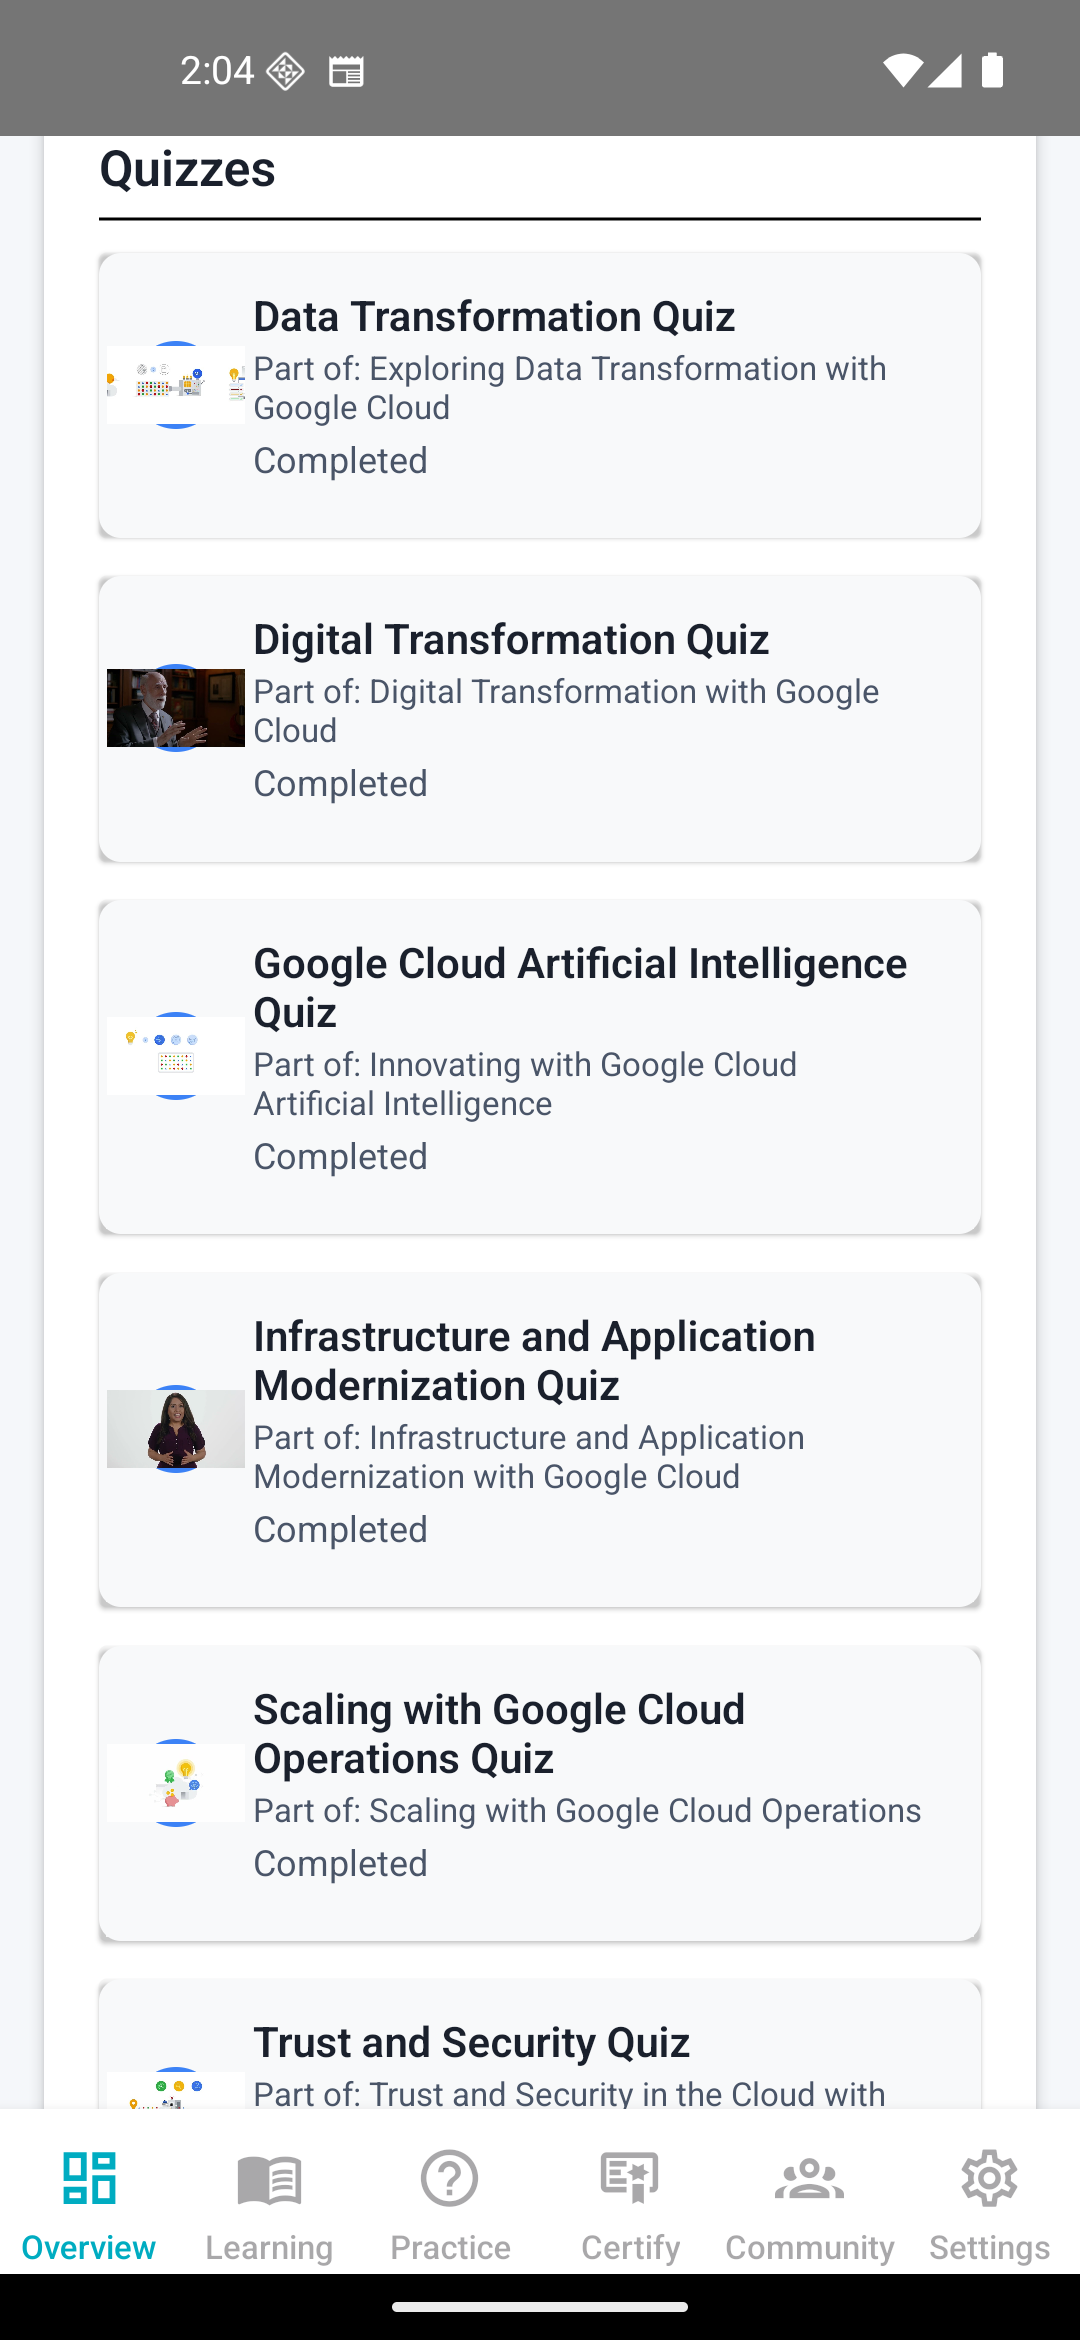 2:04
Quizzes
Data Transformation Quiz
Part of: Exploring Data Transformation with
Google Cloud
Completed
Digital Transformation Quiz
Part of: Digital Transformation with Google
Cloud
Completed
Google Cloud Artificial Intelligence
Quiz
Part of: Innovating with Google Cloud
Artificial Intelligence
Completed
Infrastructure and Application
Modernization Quiz
Part of: Infrastructure and Application
Modernization with Google Cloud
Completed
Scaling with Google Cloud
Operations Quiz
Part of: Scaling with Google Cloud Operations
Completed
Trust and Security Quiz
Part of: Trust and Security in the Cloud with
Overview
Learning
Practice
Certify
Community
Settings